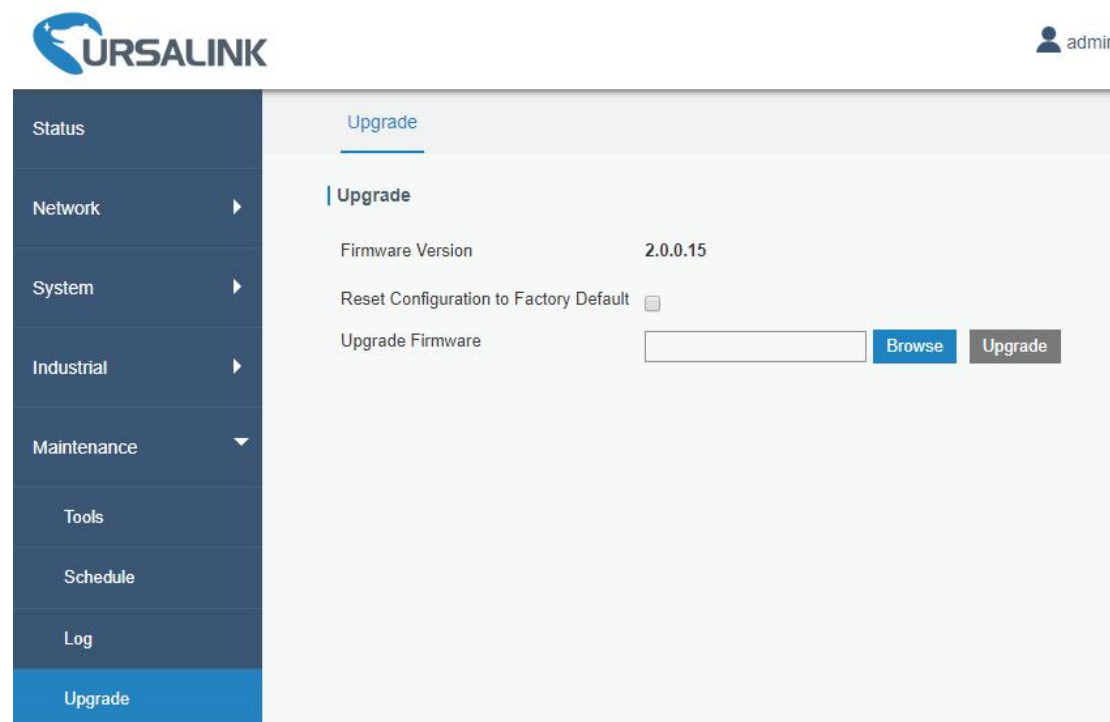 URSALINK
admin
Status
Upgrade
Network
Upgrade
Firmware Version 2.0.0.15
System
Reset Configuration to Factory Default
Upgrade Firmware Browse Upgrade
Industrial
Maintenance
Tools
Schedule
Log
Upgrade